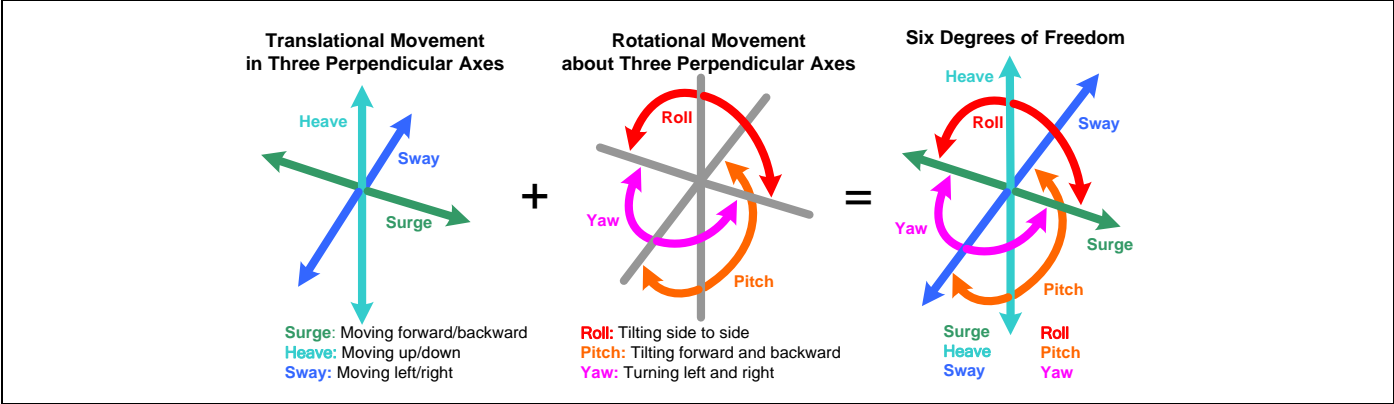 Translational Movement
in Three Perpendicular Axes
Heave
Sway
Surge
Surge: Moving forward/backward
Heave: Moving up/down
Sway: Moving left/right
+
Rotational Movement
about Three Perpendicular Axes
Roll
Yaw
Pitch
Roll: Tilting side to side
Pitch: Tilting forward and backward
Yaw: Turning left and right
=
Six Degrees of Freedom
Heave
Sway
Roll
Yaw
Surge
Pitch
Surge Roll
Heave Pitch
Sway Yaw